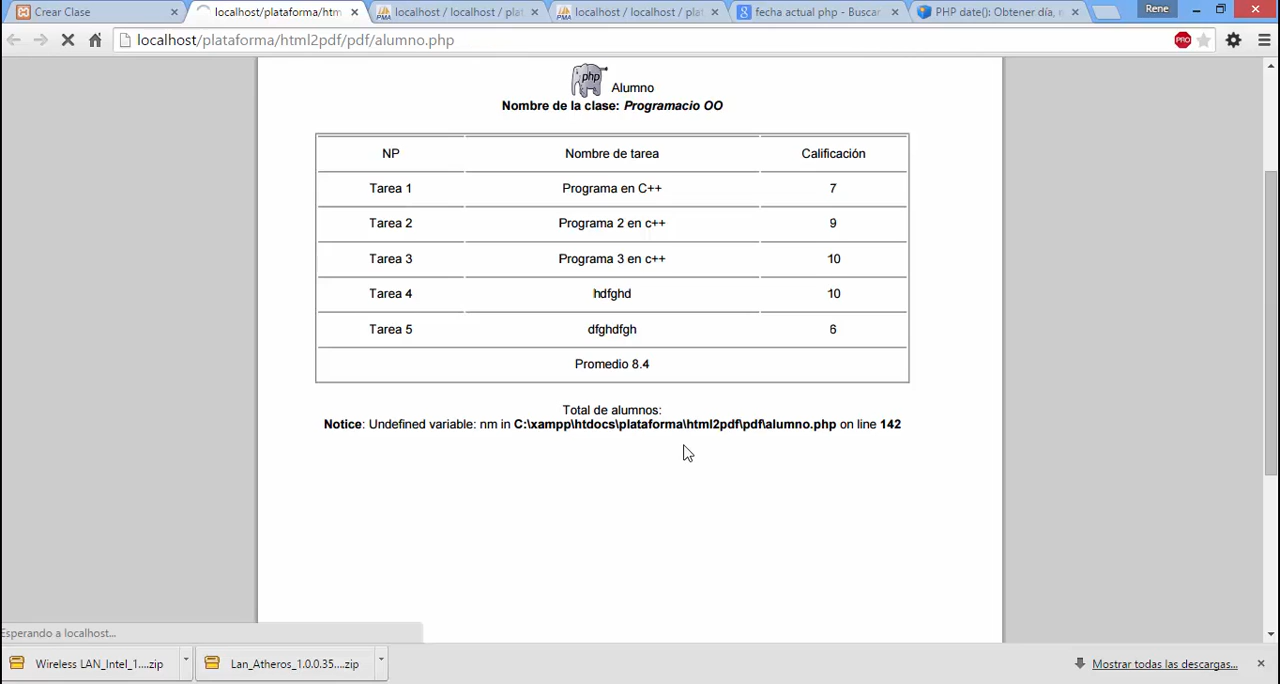 Crear Clase
localhost/plataforma/htm
localhost / localhost / plat
localhost / localhost / plat
fecha actual php - Buscar
PHP date(): Obtener día,
Rene
localhost/plataforma/html2pdf/pdf/alumno.php
PRO
php
Alumno
Nombre de la clase: Programacio OO
NP Nombre de tarea Calificación
Tarea 1 Programa en C++ 7
Tarea 2 Programa 2 en c++ 9
Tarea 3 Programa 3 en c++ 10
Tarea 4 hdfghd 10
Tarea 5 dfghdfgh 6
Promedio 8.4
Total de alumnos:
Notice: Undefined variable: nm in C:\xampp\htdocs\plataforma\html2pdf\pdf\alumno.php on line 142
Esperando a localhost...
Wireless LAN_Intel_1....zip
Lan_Atheros_1.0.0.35....zip
Mostrar todas las descargas...